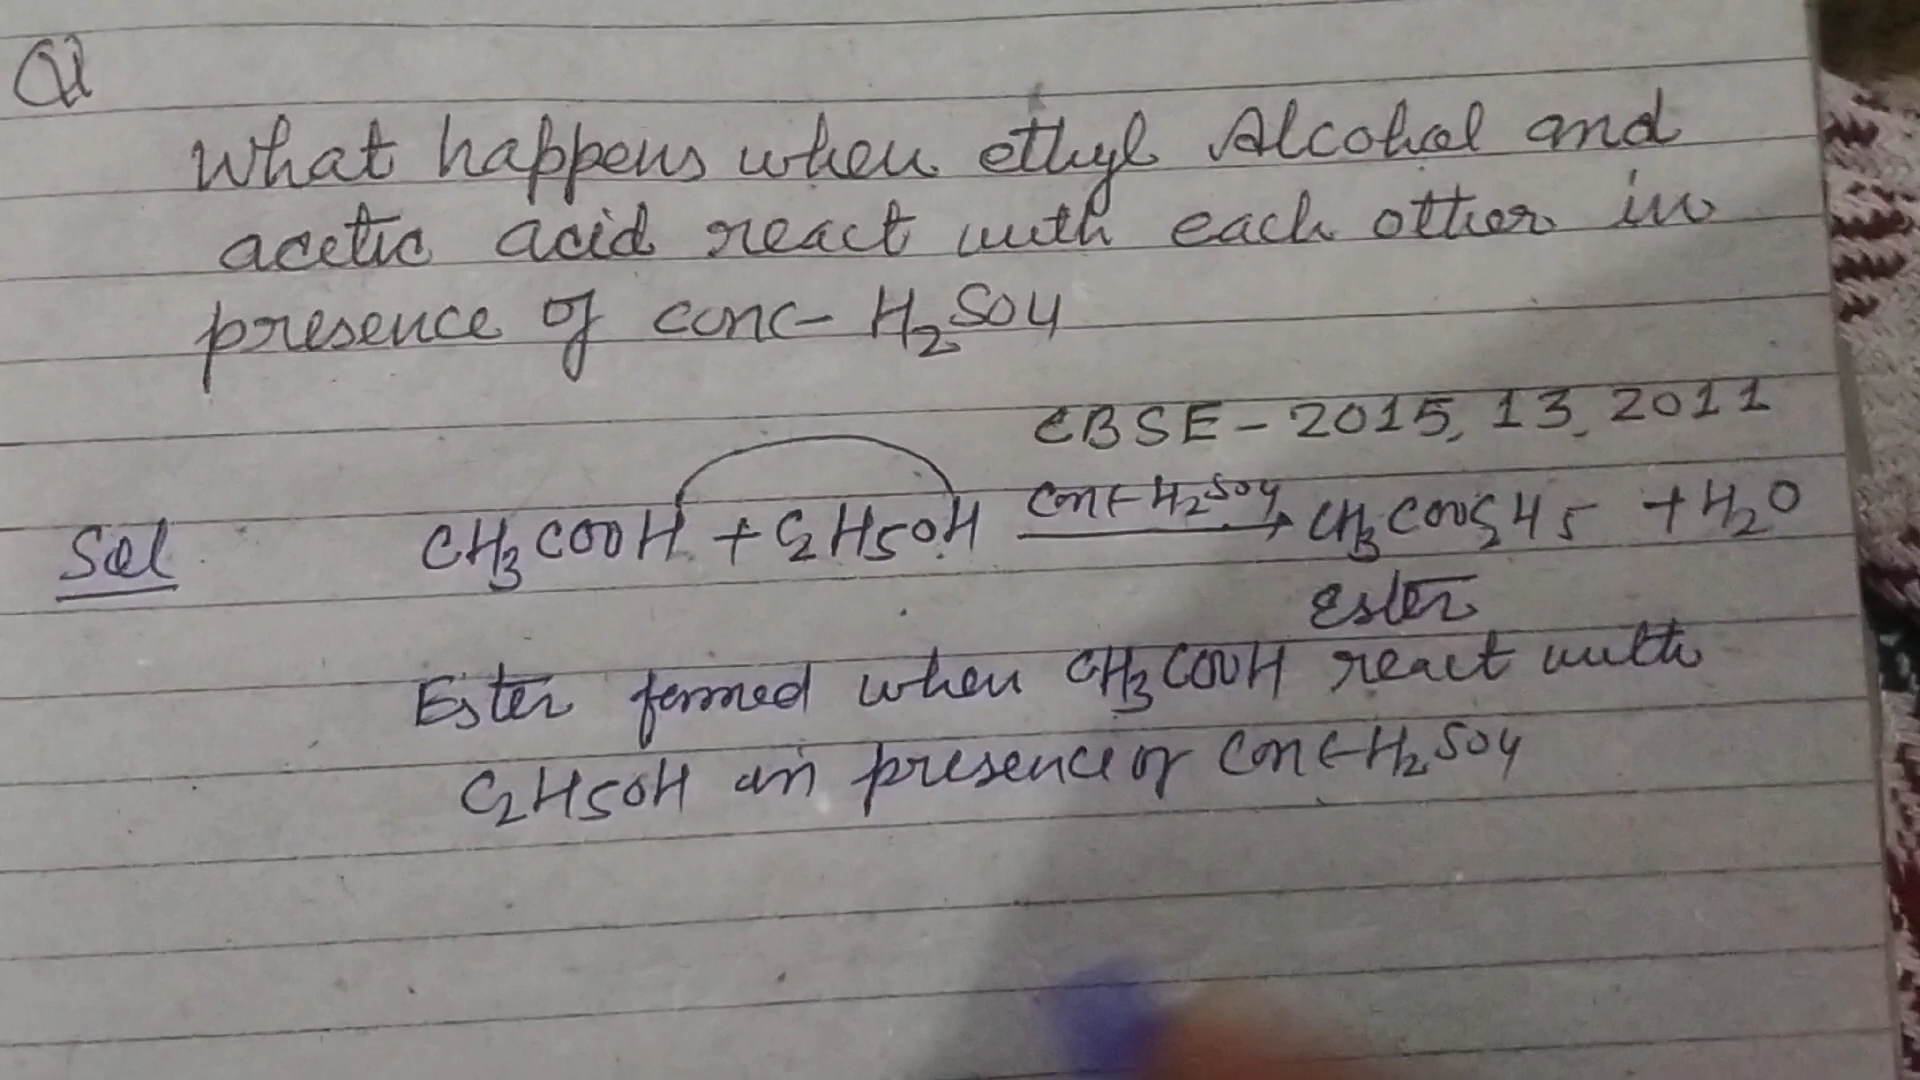 Q1
What happens when ethyl Alcohol and
acetic acid react with each other in
presence of conc- H2SO4
CBSE - 2015, 13, 2011
Sol CH3COOH + C2H5OH conc H2SO4 → CH3COOC2H5 + H2O
Ester
Ester formed when CH3COOH react with
C2H5OH in presence of conc H2SO4